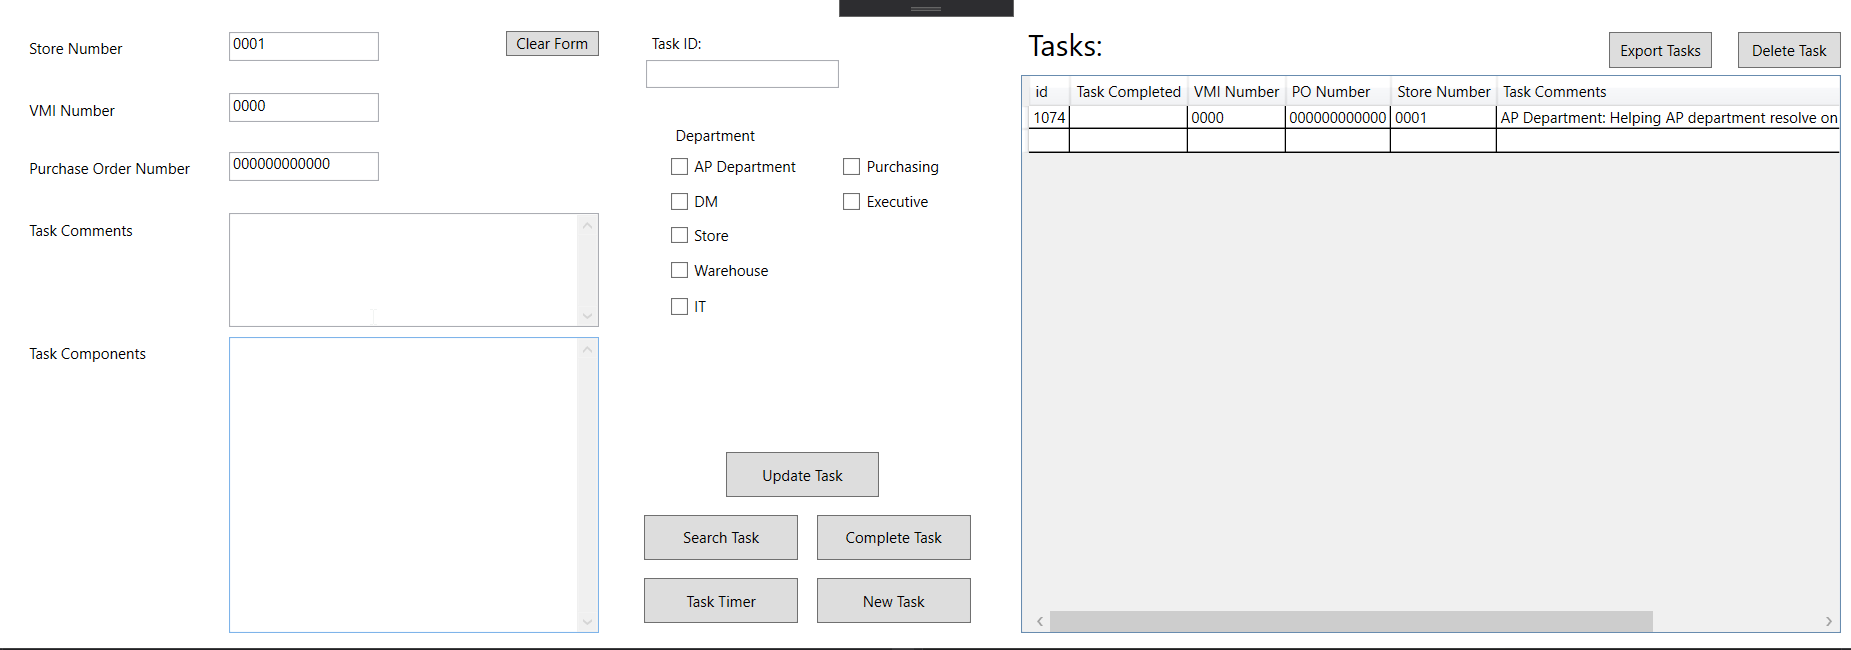 Store Number
0001
Clear Form
VMI Number
0000
Purchase Order Number
000000000000
Task Comments
Task Components
Task ID:
Department
AP Department
Purchasing
DM
Executive
Store
Warehouse
IT
Update Task
Search Task
Complete Task
Task Timer
New Task
Tasks:
Export Tasks
Delete Task
id Task Completed VMI Number PO Number Store Number Task Comments
1074 0000 000000000000 0001 AP Department: Helping AP department resolve on